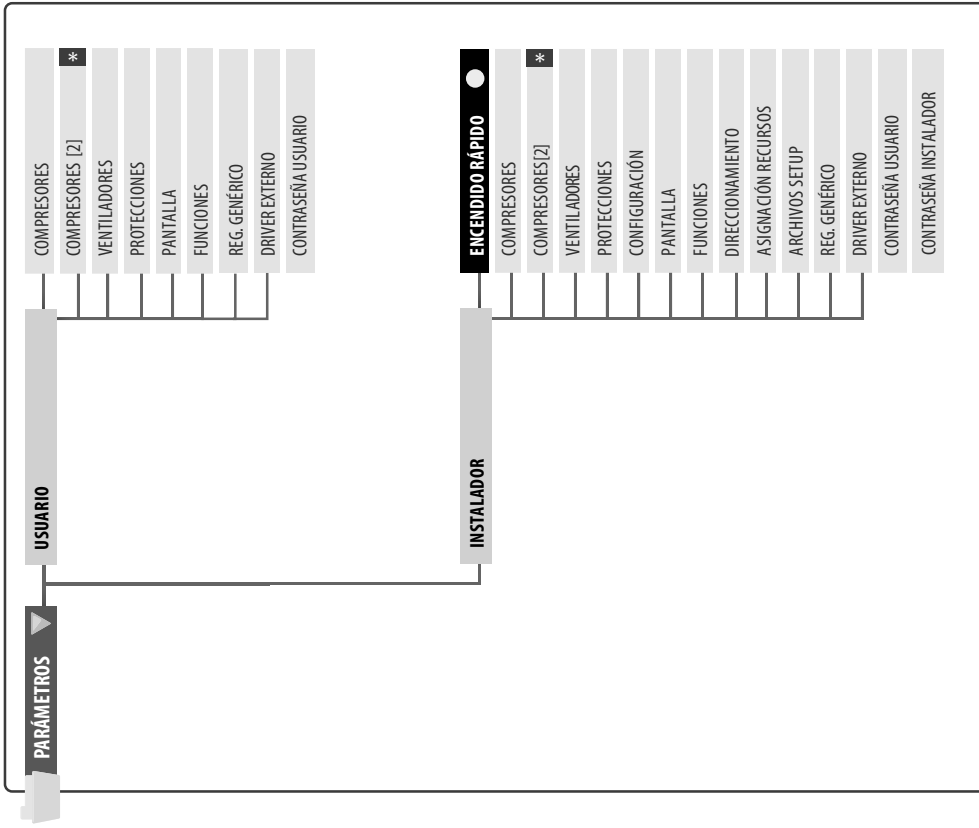 PARÁMETROS
USUARIO
COMPRESORES
COMPRESORES [2] *
VENTILADORES
PROTECCIONES
PANTALLA
FUNCIONES
REG. GENÉRICO
DRIVER EXTERNO
CONTRASEÑA USUARIO
INSTALADOR
ENCENDIDO RÁPIDO
COMPRESORES
COMPRESORES[2] *
VENTILADORES
PROTECCIONES
CONFIGURACIÓN
PANTALLA
FUNCIONES
DIRECCIONAMIENTO
ASIGNACIÓN RECURSOS
ARCHIVOS SETUP
REG. GENÉRICO
DRIVER EXTERNO
CONTRASEÑA USUARIO
CONTRASEÑA INSTALADOR